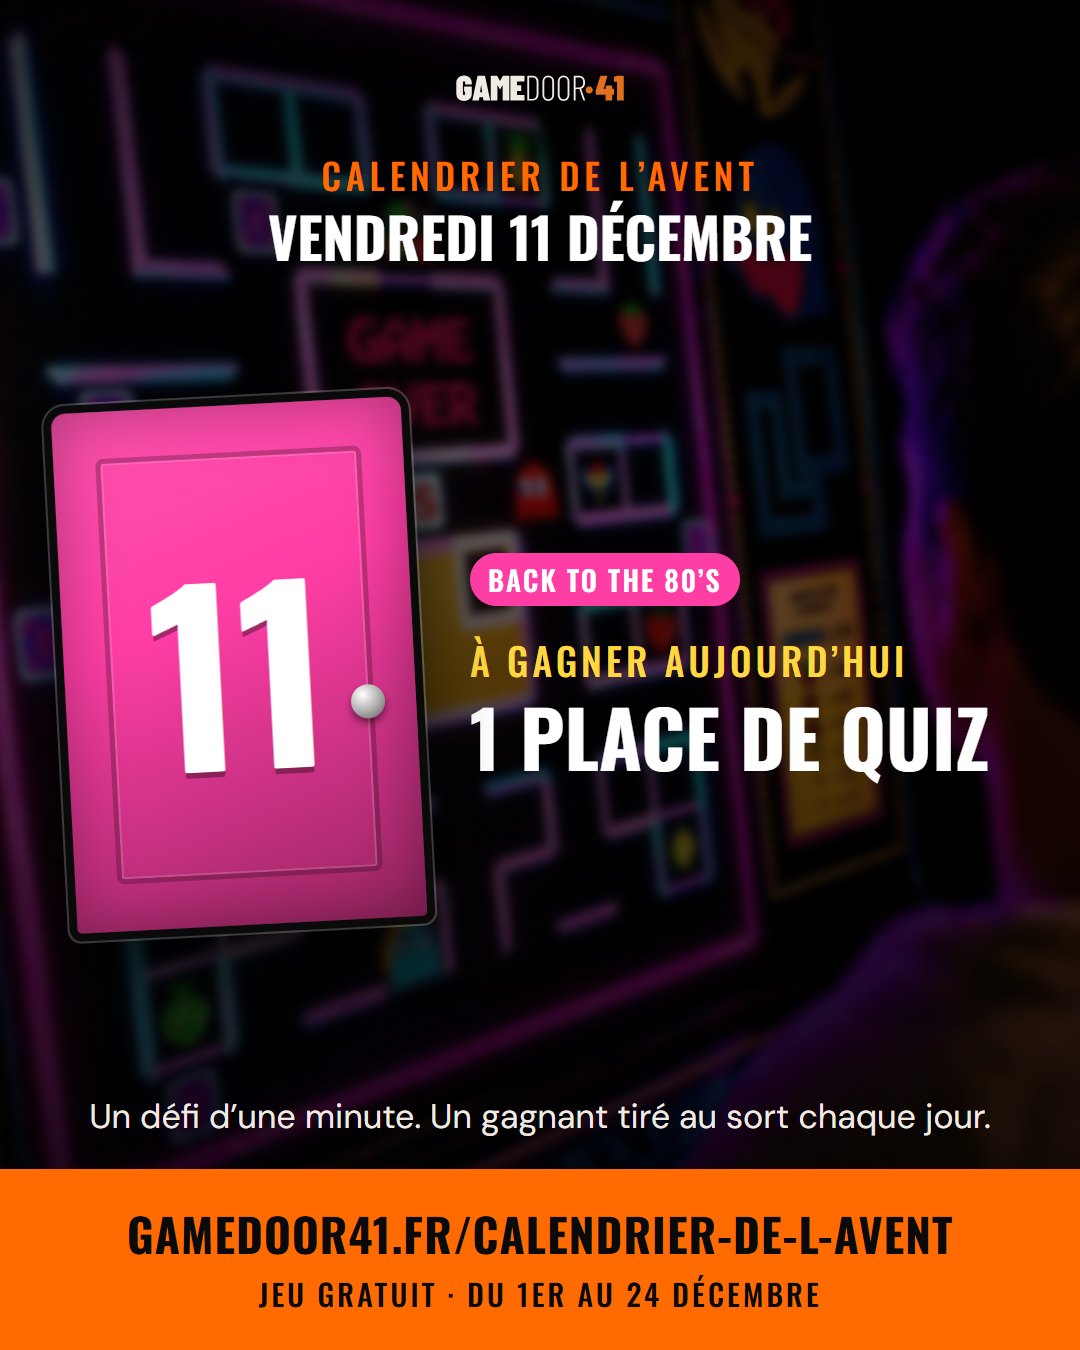 GAMEDOOR·41
CALENDRIER DE L’AVENT
VENDREDI 11 DÉCEMBRE
GAME
11
BACK TO THE 80’S
À GAGNER AUJOURD’HUI
1 PLACE DE QUIZ
Un défi d’une minute. Un gagnant tiré au sort chaque jour.
GAMEDOOR41.FR/CALENDRIER-DE-L-AVENT
JEU GRATUIT · DU 1ER AU 24 DÉCEMBRE